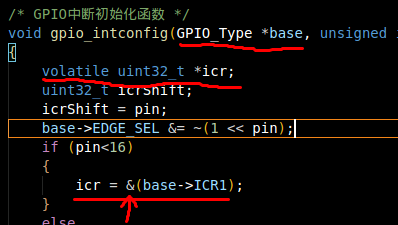 /* GPIO中断初始化函数 */
void gpio_intconfig(GPIO_Type *base, unsigned
{
volatile uint32_t *icr;
uint32_t icrShift;
icrShift = pin;
base->EDGE_SEL &= ~(1 << pin);
if (pin<16)
{
icr = &(base->ICR1);
}
else